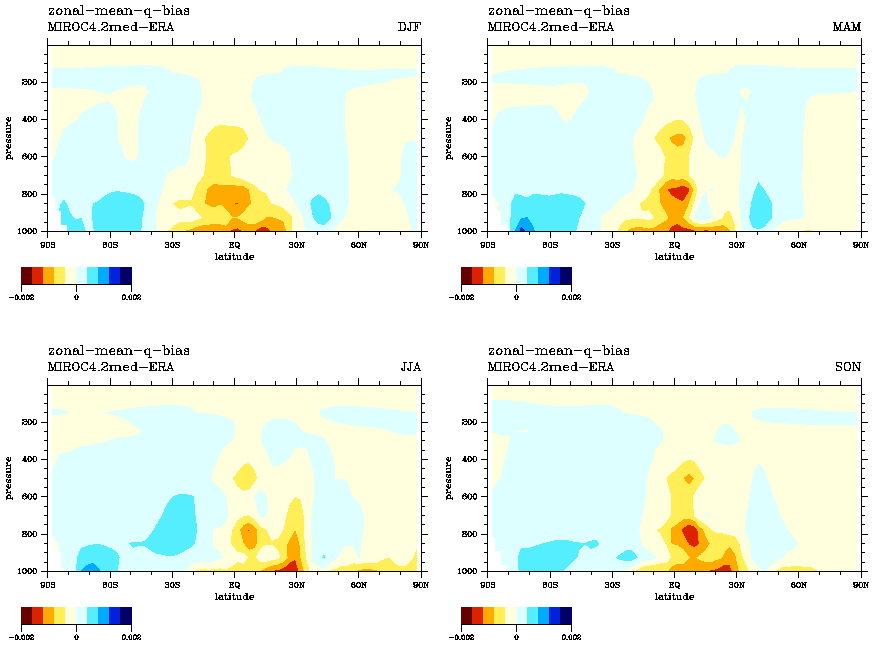 zonal-mean-q-bias
MIROC4.2med-ERA DJF
200
400
600
800
1000
pressure
90S 60S 30S EQ 30N 60N 90N
latitude
-0.002 0 0.002
zonal-mean-q-bias
MIROC4.2med-ERA MAM
200
400
600
800
1000
pressure
90S 60S 30S EQ 30N 60N 90N
latitude
-0.002 0 0.002
zonal-mean-q-bias
MIROC4.2med-ERA JJA
200
400
600
800
1000
pressure
90S 60S 30S EQ 30N 60N 90N
latitude
-0.002 0 0.002
zonal-mean-q-bias
MIROC4.2med-ERA SON
200
400
600
800
1000
pressure
90S 60S 30S EQ 30N 60N 90N
latitude
-0.002 0 0.002